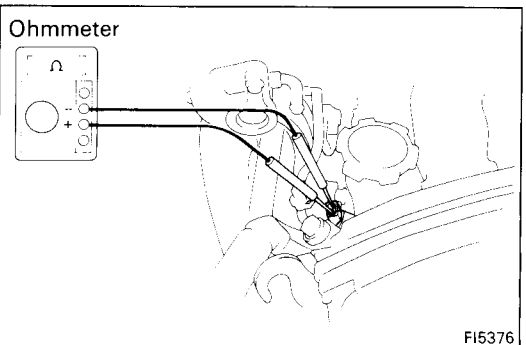 Ohmmeter
Ω
−
+
FI5376